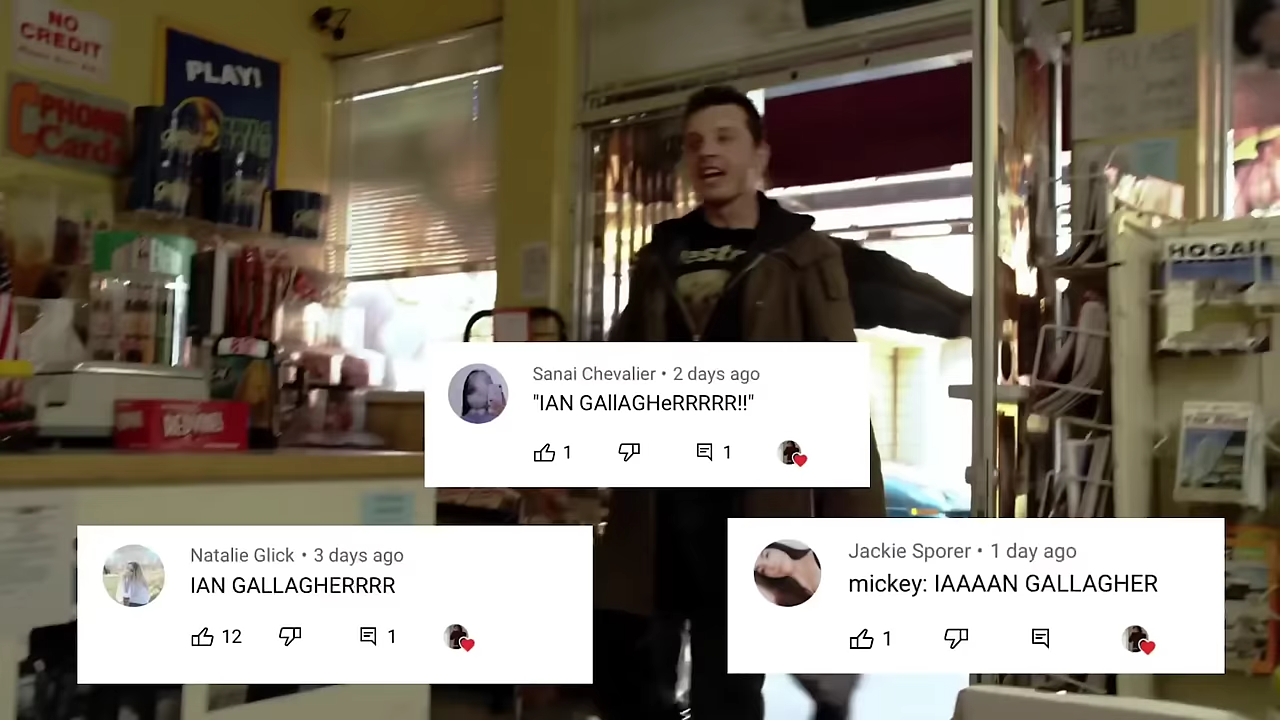 NO
CREDIT
PLAY!
PHONE
Cards
HOGAN
Sanai Chevalier • 2 days ago
"IAN GAllAGHeRRRRR!!"
1
1
Natalie Glick • 3 days ago
IAN GALLAGHERRRR
12
1
Jackie Sporer • 1 day ago
mickey: IAAAAN GALLAGHER
1